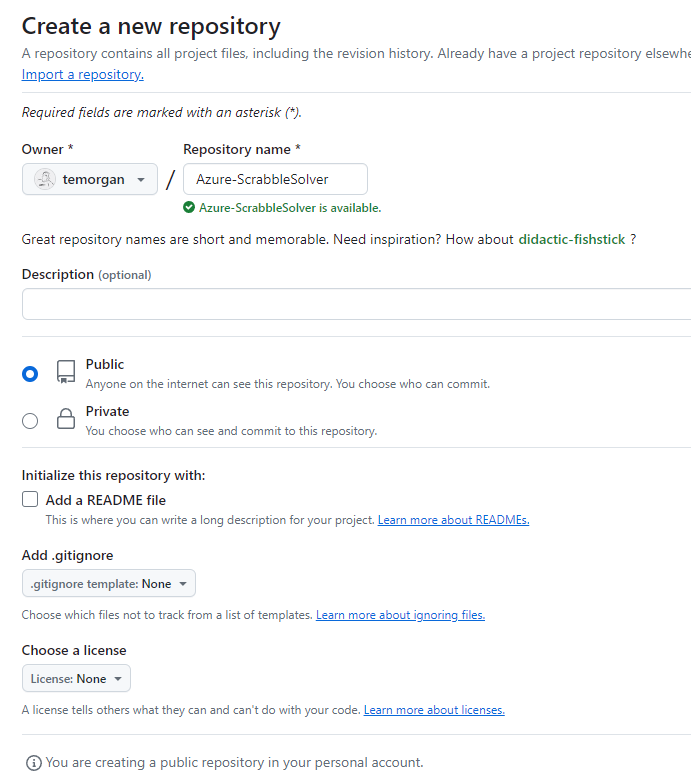 Create a new repository
A repository contains all project files, including the revision history. Already have a project repository
Import a repository.
Required fields are marked with an asterisk (*).
Owner * Repository name *
temorgan / Azure-ScrabbleSolver
Azure-ScrabbleSolver is available.
Great repository names are short and memorable. Need inspiration? How about didactic-fishstick ?
Description (optional)
Public
Anyone on the internet can see this repository. You choose who can commit.
Private
You choose who can see and commit to this repository.
Initialize this repository with:
Add a README file
This is where you can write a long description for your project. Learn more about READMEs.
Add .gitignore
.gitignore template: None
Choose which files not to track from a list of templates. Learn more about ignoring files.
Choose a license
License: None
A license tells others what they can and can't do with your code. Learn more about licenses.
You are creating a public repository in your personal account.